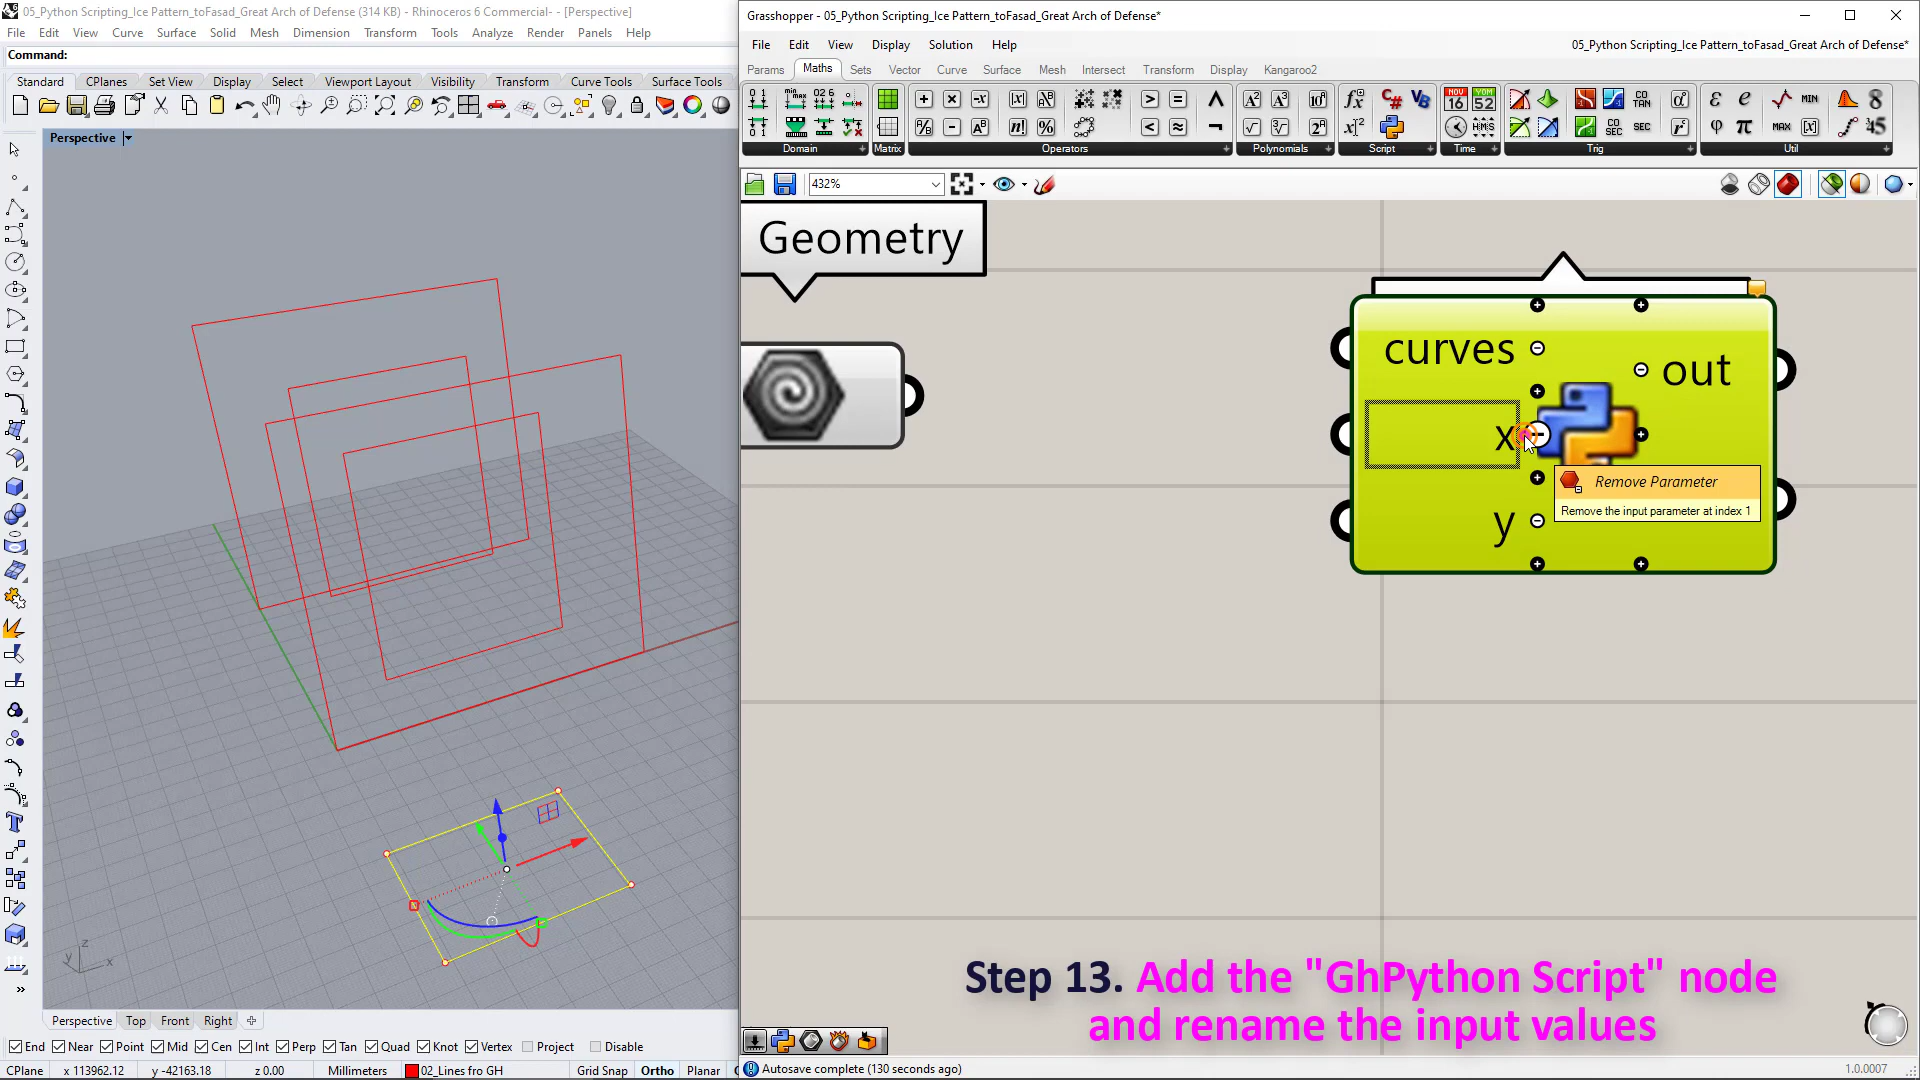 05_Python Scripting_Ice Pattern_toFasad_Great Arch of Defense (314 KB) - Rhinoceros 6 Commercial- - [Perspective]
File Edit View Curve Surface Solid Mesh Dimension Transform Tools Analyze Render Panels Help
Command:
Standard CPlanes Set View Display Select Viewport Layout Visibility Transform Curve Tools Surface Tools
Perspective
z
y
x
Perspective Top Front Right
End Near Point Mid Cen Int Perp Tan Quad Knot Vertex Project Disable
CPlane x 113962.12 y -42163.18 z 0.00 Millimeters 02_Lines fro GH Grid Snap Ortho Planar
Grasshopper - 05_Python Scripting_Ice Pattern_toFasad_Great Arch of Defense*
File Edit View Display Solution Help
05_Python Scripting_Ice Pattern_toFasad_Great Arch of Defense*
Params Maths Sets Vector Curve Surface Mesh Intersect Transform Display Kangaroo2
Domain Matrix Operators Polynomials Script Time Trig Util
432%
Geometry
curves
out
x
y
Remove Parameter
Remove the input parameter at index 1
Step 13. Add the "GhPython Script" node
and rename the input values
Autosave complete (130 seconds ago)
1.0.0007